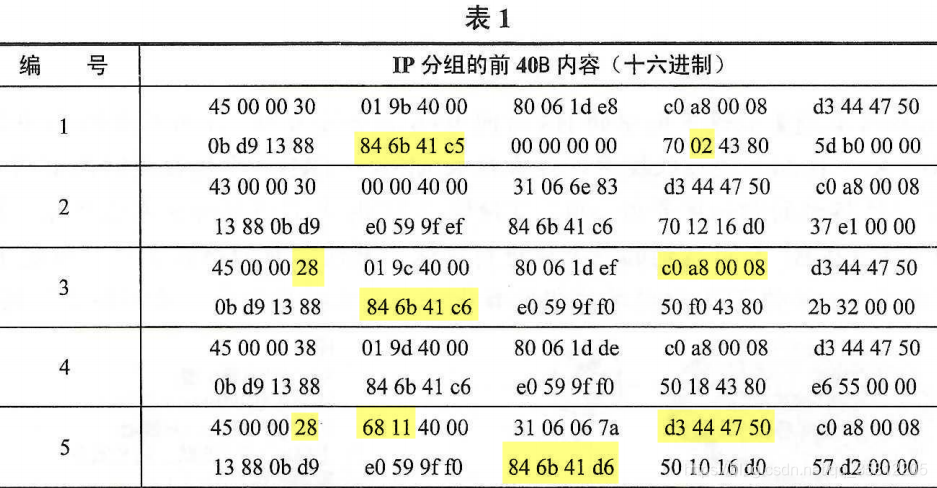 表 1
编 号 IP 分组的前 40B 内容（十六进制）
1
45 00 00 30 01 9b 40 00 80 06 1d e8 c0 a8 00 08 d3 44 47 50
0b d9 13 88 84 6b 41 c5 00 00 00 00 70 02 43 80 5d b0 00 00
2
43 00 00 30 00 00 40 00 31 06 6e 83 d3 44 47 50 c0 a8 00 08
13 88 0b d9 e0 59 9f ef 84 6b 41 c6 70 12 16 d0 37 e1 00 00
3
45 00 00 28 01 9c 40 00 80 06 1d ef c0 a8 00 08 d3 44 47 50
0b d9 13 88 84 6b 41 c6 e0 59 9f f0 50 f0 43 80 2b 32 00 00
4
45 00 00 38 01 9d 40 00 80 06 1d de c0 a8 00 08 d3 44 47 50
0b d9 13 88 84 6b 41 c6 e0 59 9f f0 50 18 43 80 e6 55 00 00
5
45 00 00 28 68 11 40 00 31 06 06 7a d3 44 47 50 c0 a8 00 08
13 88 0b d9 e0 59 9f f0 84 6b 41 d6 50 10 16 d0 57 d2 00 00